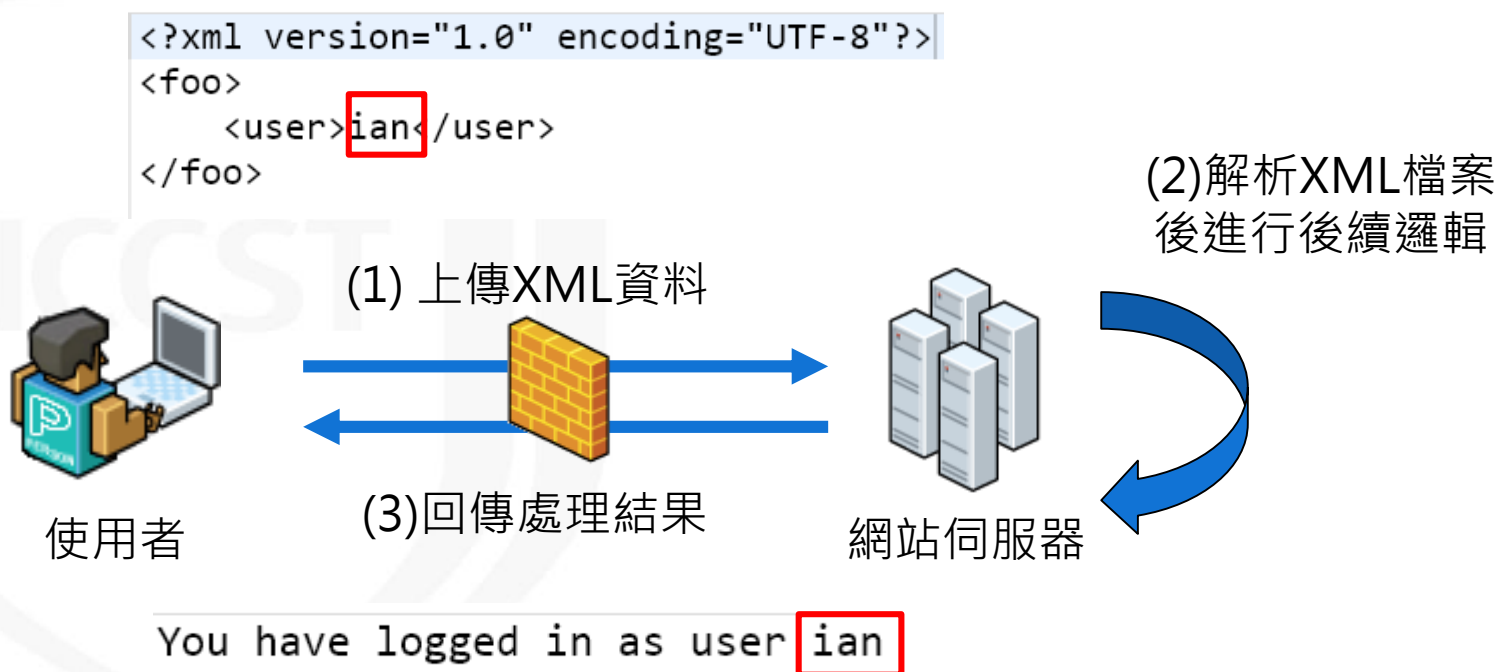 <?xml version="1.0" encoding="UTF-8"?>
<foo>
    <user>ian</user>
</foo>
(2)解析XML檔案
後進行後續邏輯
(1) 上傳XML資料
(3)回傳處理結果
使用者
網站伺服器
You have logged in as user ian